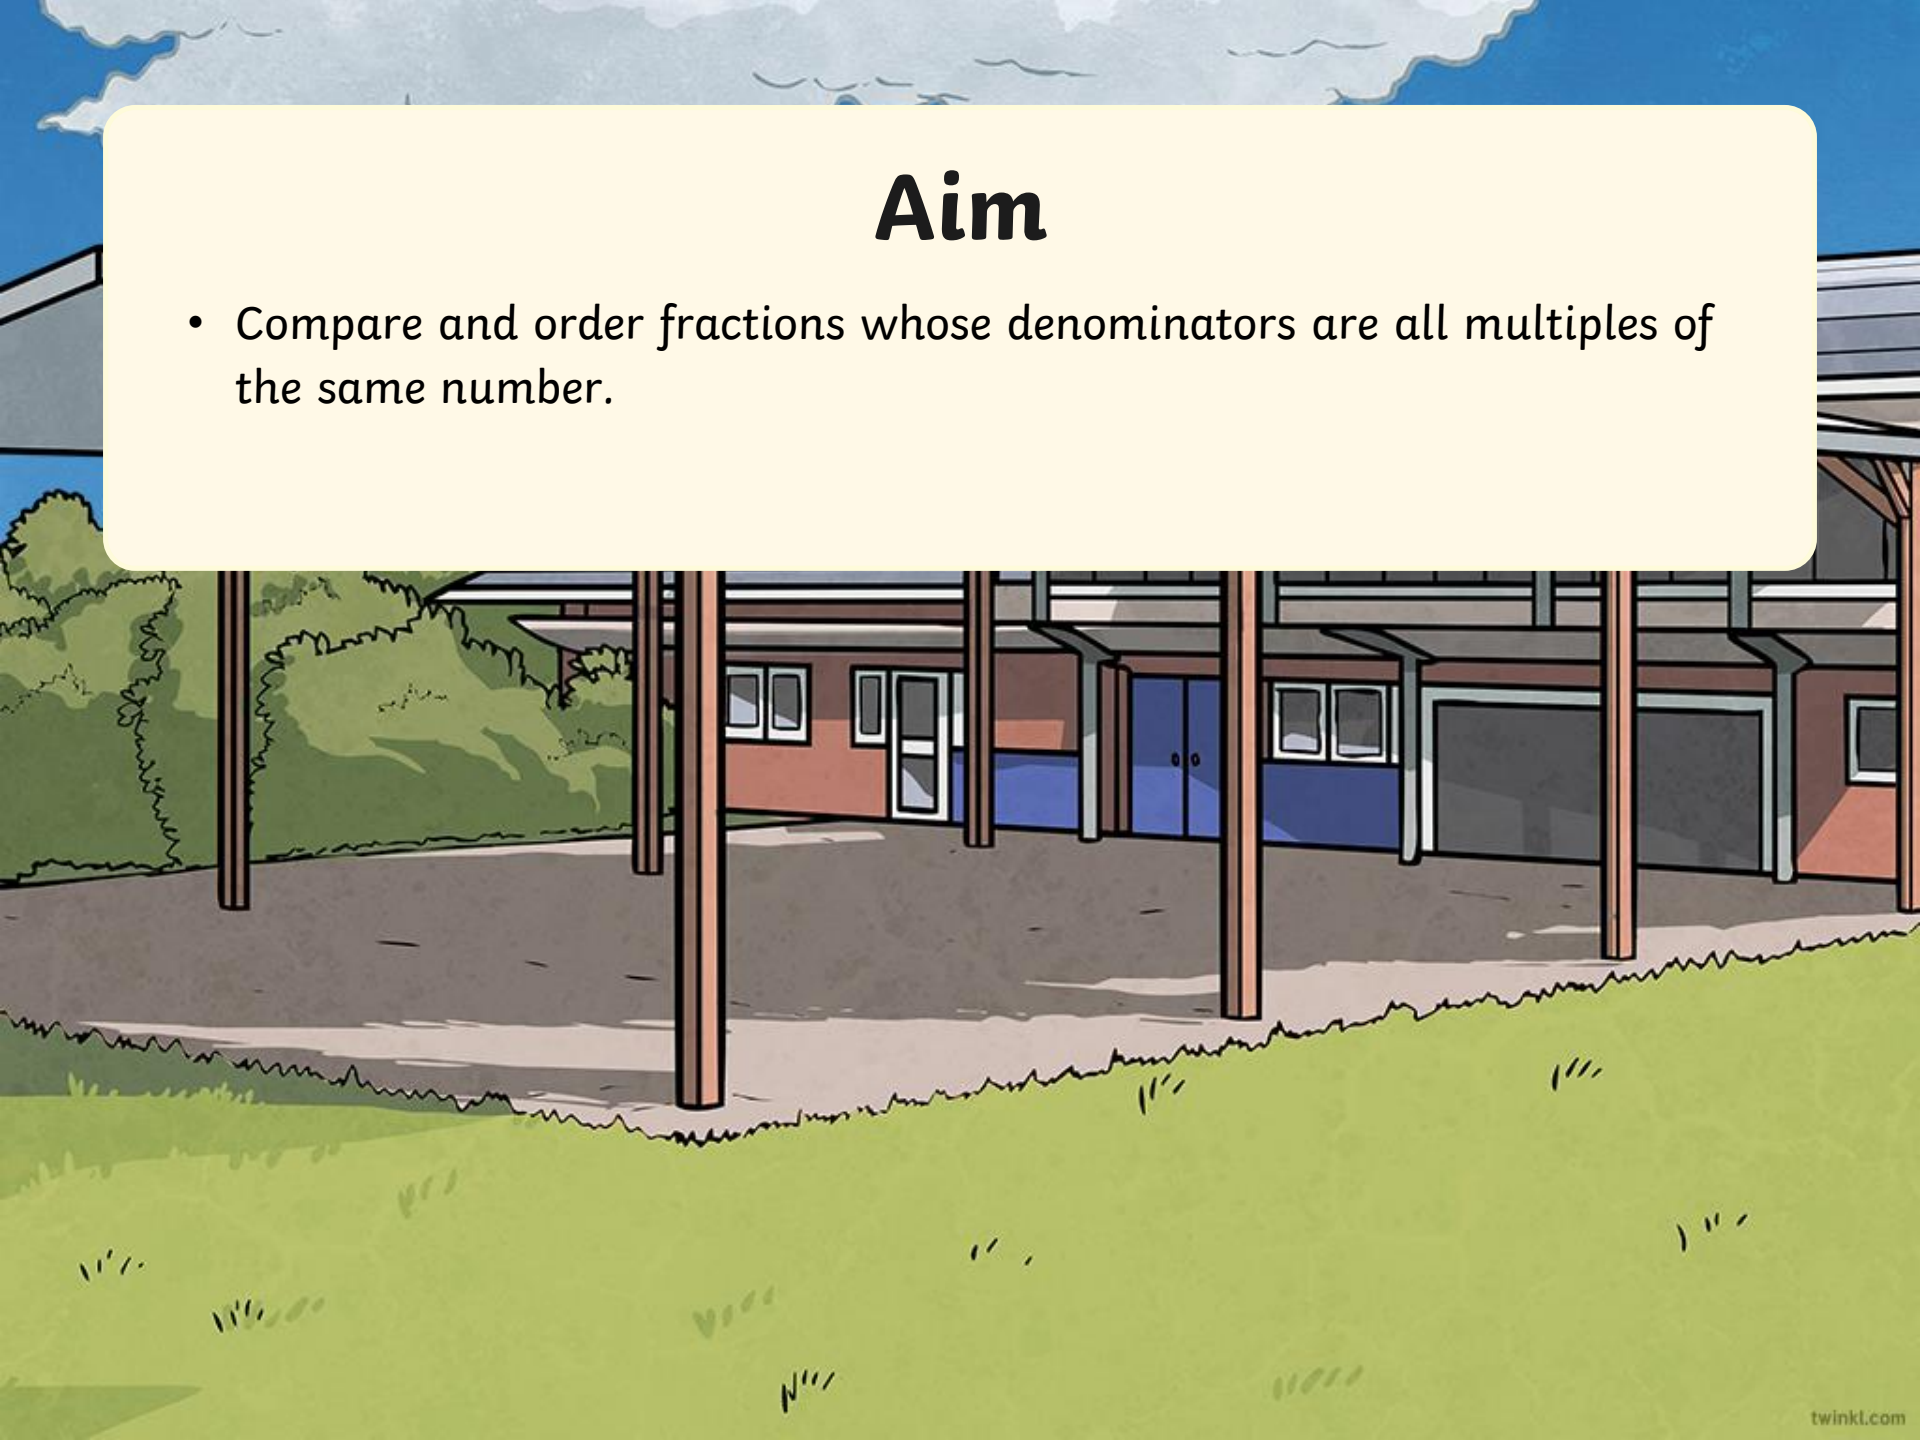 Aim
• Compare and order fractions whose denominators are all multiples of
the same number.
twinkl.com